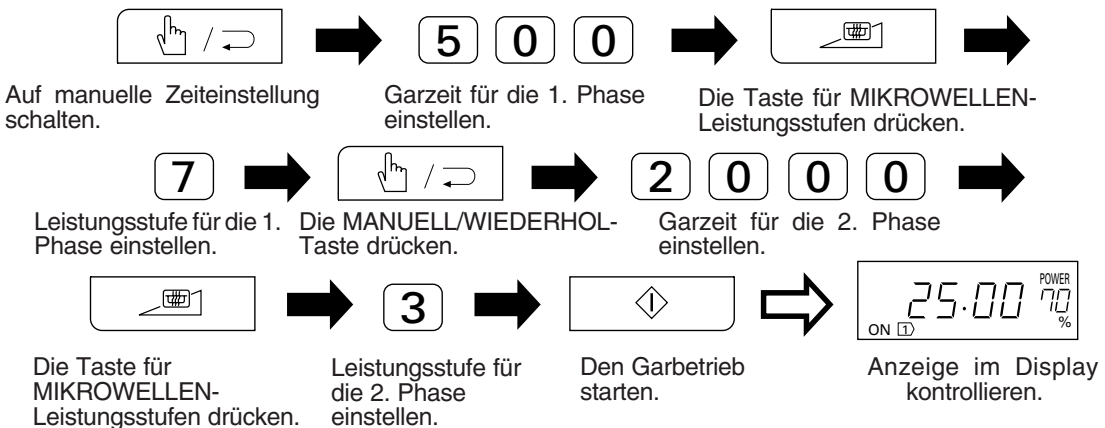 /
5 0 0
Auf manuelle Zeiteinstellung
schalten.
Garzeit für die 1. Phase
einstellen.
Die Taste für MIKROWELLEN-
Leistungsstufen drücken.
7
/
2 0 0 0
Leistungsstufe für die 1.
Phase einstellen.
Die MANUELL/WIEDERHOL-
Taste drücken.
Garzeit für die 2. Phase
einstellen.
3
25.00
POWER
70
%
ON 1
Die Taste für
MIKROWELLEN-
Leistungsstufen drücken.
Leistungsstufe für
die 2. Phase
einstellen.
Den Garbetrieb
starten.
Anzeige im Display
kontrollieren.